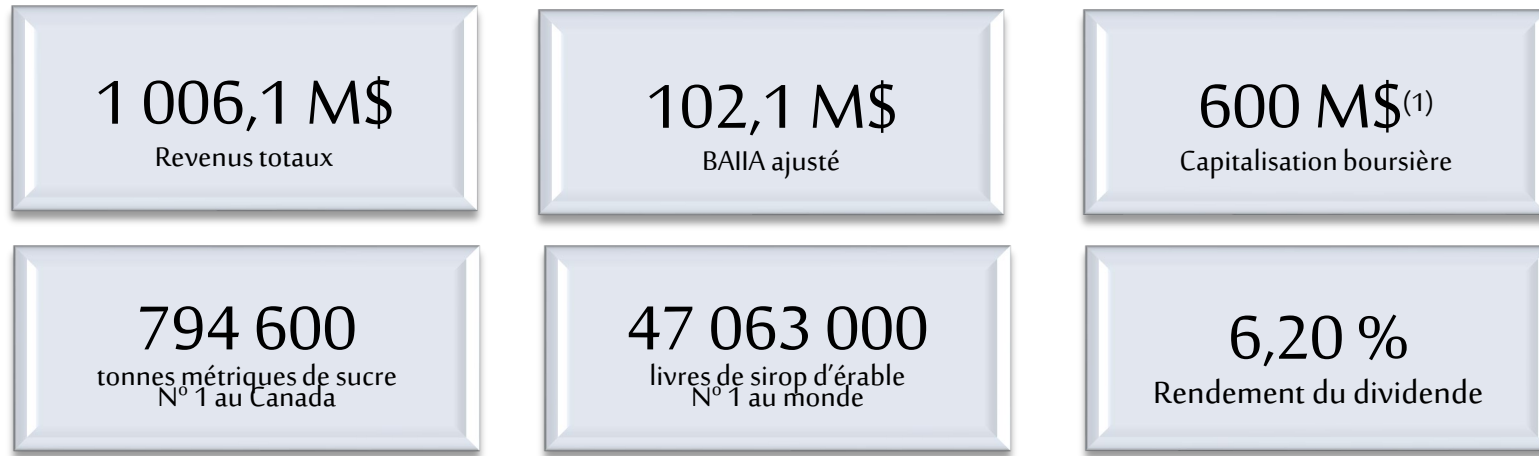 1 006,1 M$
Revenus totaux
102,1 M$
BAIIA ajusté
600 M$(1)
Capitalisation boursière
794 600
tonnes métriques de sucre
Nº 1 au Canada
47 063 000
livres de sirop d’érable
Nº 1 au monde
6,20 %
Rendement du dividende